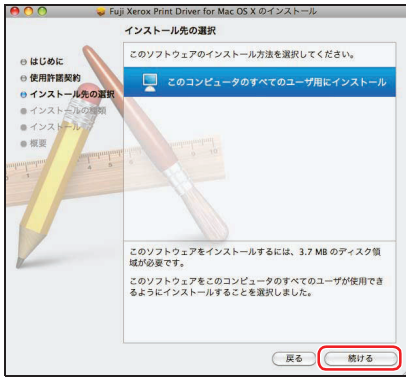 Fuji Xerox Print Driver for Mac OS X のインストール
インストール先の選択
はじめに
使用許諾契約
インストール先の選択
インストールの種類
インストール
概要
このソフトウェアのインストール方法を選択してください。
このコンピュータのすべてのユーザ用にインストール
このソフトウェアをインストールするには、3.7 MB のディスク領
域が必要です。
このソフトウェアをこのコンピュータのすべてのユーザが使用でき
るようにインストールすることを選択しました。
戻る
続ける